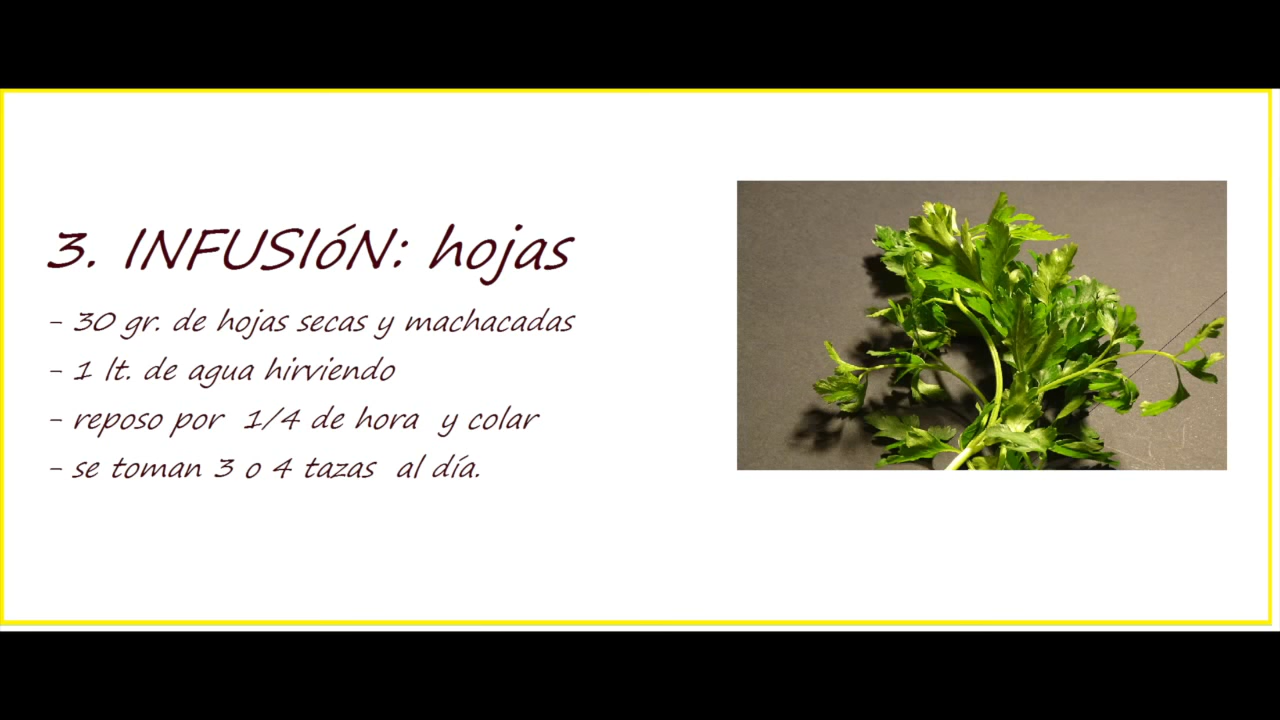 3. INFUSIóN: hojas
- 30 gr. de hojas secas y machacadas
- 1 lt. de agua hirviendo
- reposo por 1/4 de hora y colar
- se toman 3 o 4 tazas al día.